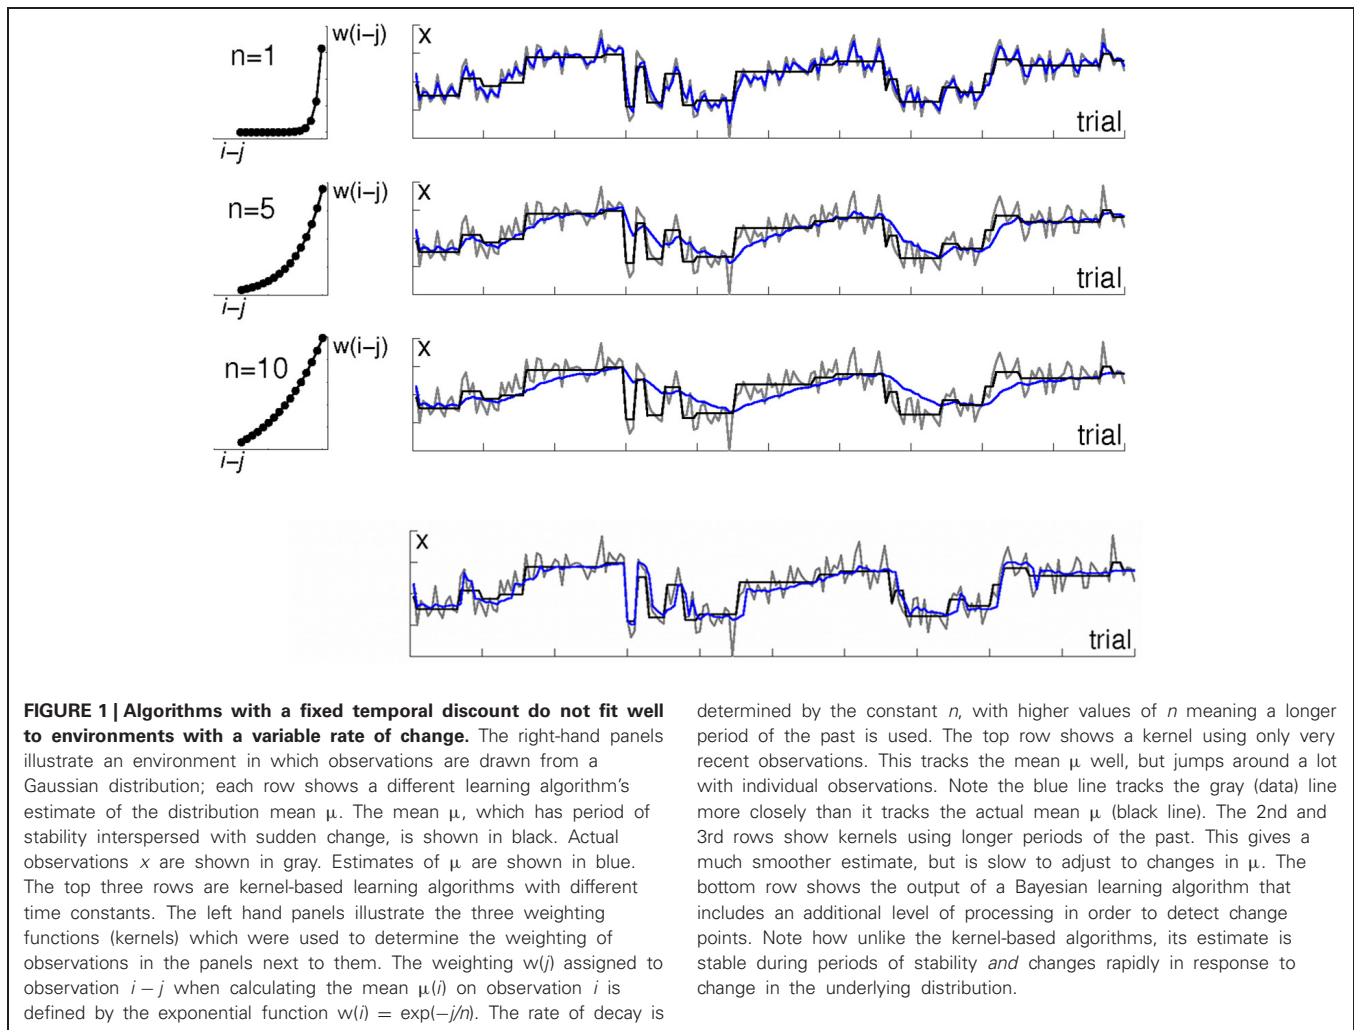 n=1
w(i–j)
x
trial
i–j
n=5
w(i–j)
x
trial
i–j
n=10
w(i–j)
x
trial
i–j
x
trial
FIGURE 1 | Algorithms with a fixed temporal discount do not fit well
to environments with a variable rate of change. The right-hand panels
illustrate an environment in which observations are drawn from a
Gaussian distribution; each row shows a different learning algorithm's
estimate of the distribution mean μ. The mean μ, which has period of
stability interspersed with sudden change, is shown in black. Actual
observations x are shown in gray. Estimates of μ are shown in blue.
The top three rows are kernel-based learning algorithms with different
time constants. The left hand panels illustrate the three weighting
functions (kernels) which were used to determine the weighting of
observations in the panels next to them. The weighting w(j) assigned to
observation i − j when calculating the mean μ(i) on observation i is
defined by the exponential function w(i) = exp(−j/n). The rate of decay is
determined by the constant n, with higher values of n meaning a longer
period of the past is used. The top row shows a kernel using only very
recent observations. This tracks the mean μ well, but jumps around a lot
with individual observations. Note the blue line tracks the gray (data) line
more closely than it tracks the actual mean μ (black line). The 2nd and
3rd rows show kernels using longer periods of the past. This gives a
much smoother estimate, but is slow to adjust to changes in μ. The
bottom row shows the output of a Bayesian learning algorithm that
includes an additional level of processing in order to detect change
points. Note how unlike the kernel-based algorithms, its estimate is
stable during periods of stability and changes rapidly in response to
change in the underlying distribution.